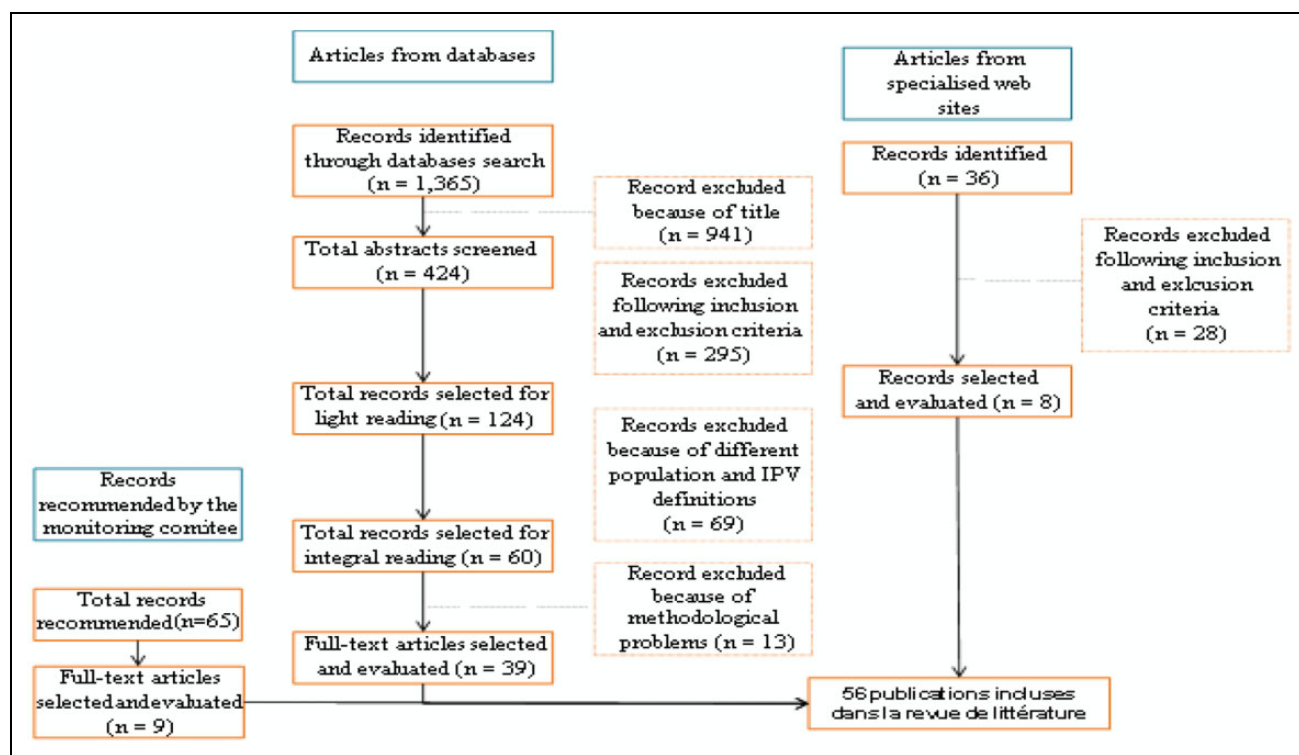 Articles from databases
Articles from
specialised web
sites
Records identified
through databases search
(n = 1,365)
Records identified
(n = 36)
Record excluded
because of title
(n = 941)
Total abstracts screened
(n = 424)
Records excluded
following inclusion
and exlcusion
criteria
(n = 28)
Records excluded
following inclusion
and exclusion criteria
(n = 295)
Total records selected for
light reading (n = 124)
Records selected
and evaluated (n = 8)
Records excluded
because of different
population and IPV
definitions
(n = 69)
Records
recommended by the
monitoring comitee
Total records selected for
integral reading (n = 60)
Record excluded
because of
methodological
problems (n = 13)
Total records
recommended (n=65)
Full-text articles selected
and evaluated (n = 39)
Full-text articles
selected and evaluated
(n = 9)
56 publications incluses
dans la revue de littérature